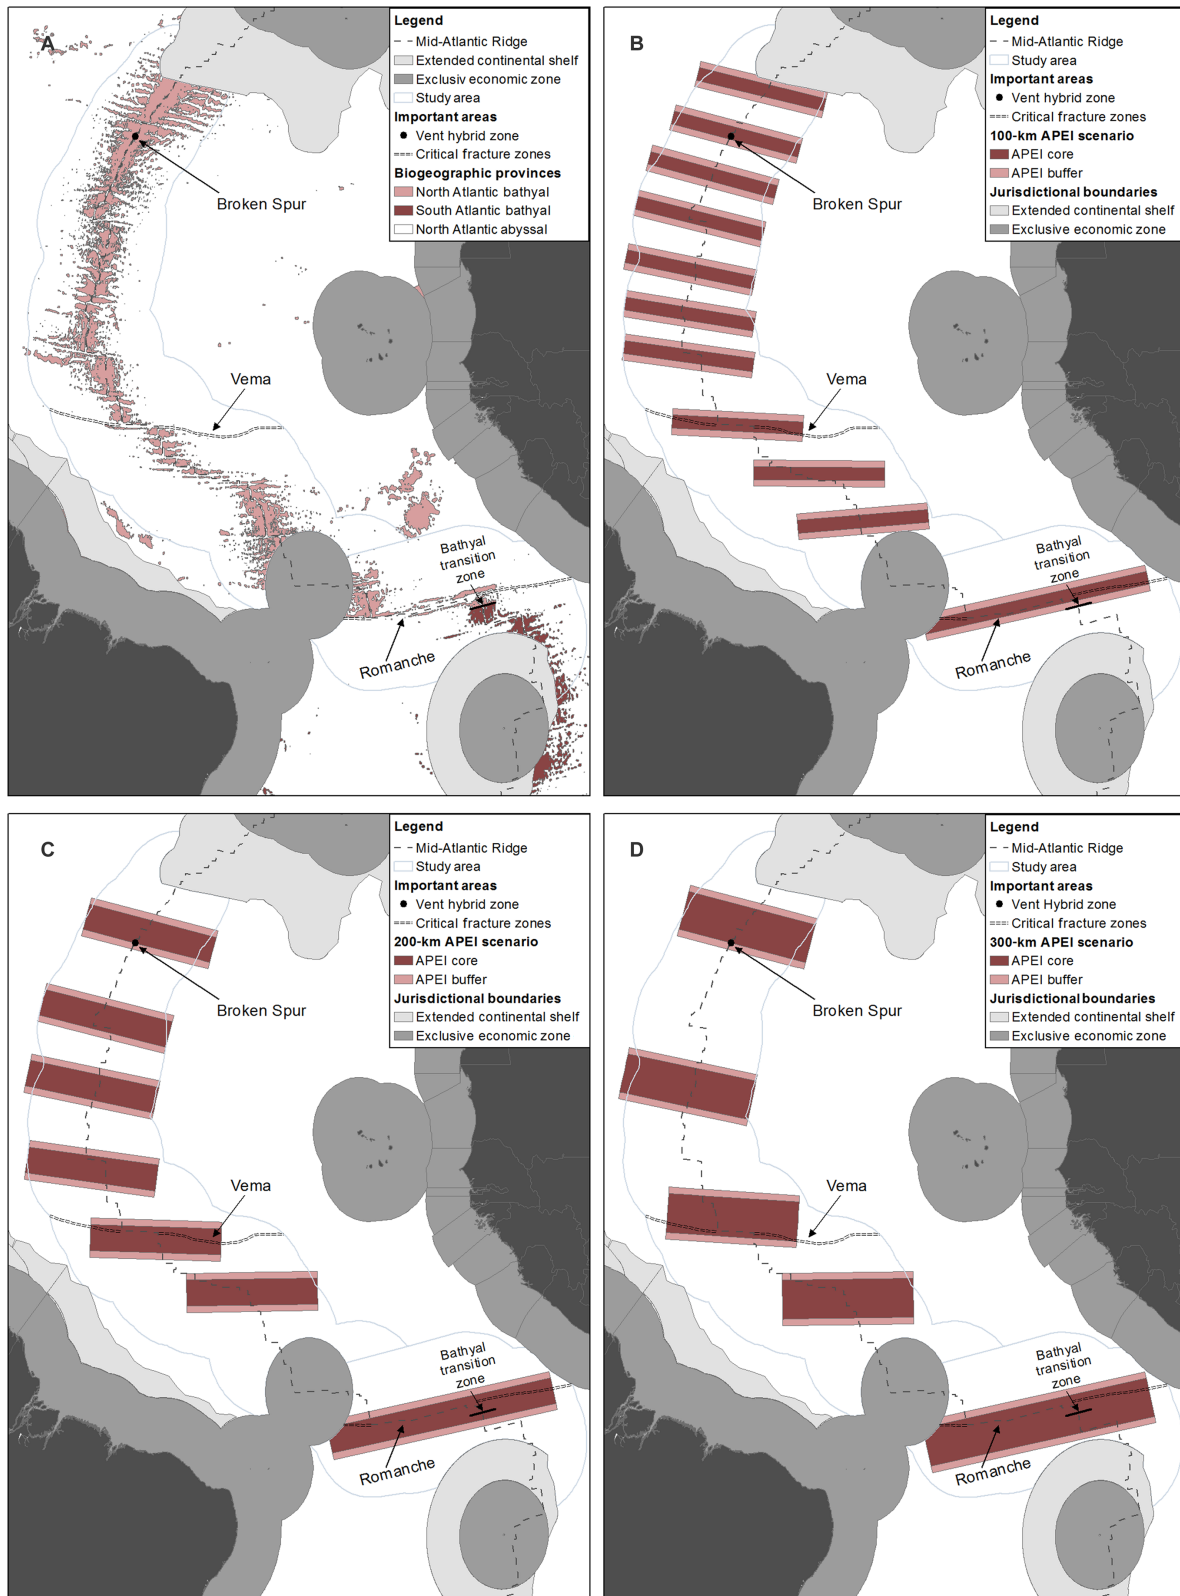 A
Legend
Mid-Atlantic Ridge
Extended continental shelf
Exclusiv economic zone
Study area
Important areas
Vent hybrid zone
Critical fracture zones
Biogeographic provinces
North Atlantic bathyal
South Atlantic bathyal
North Atlantic abyssal
Broken Spur
Vema
Bathyal
transition
zone
Romanche
B
Legend
Mid-Atlantic Ridge
Study area
Important areas
Vent hybrid zone
Critical fracture zones
100-km APEI scenario
APEI core
APEI buffer
Jurisdictional boundaries
Extended continental shelf
Exclusive economic zone
Broken Spur
Vema
Bathyal
transition
zone
Romanche
C
Legend
Mid-Atlantic Ridge
Study area
Important areas
Vent hybrid zone
Critical fracture zones
200-km APEI scenario
APEI core
APEI buffer
Jurisdictional boundaries
Extended continental shelf
Exclusive economic zone
Broken Spur
Vema
Bathyal
transition
zone
Romanche
D
Legend
Mid-Atlantic Ridge
Study area
Important areas
Vent Hybrid zone
Critical fracture zones
300-km APEI scenario
APEI core
APEI buffer
Jurisdictional boundaries
Extended continental shelf
Exclusive economic zone
Broken Spur
Vema
Bathyal
transition
zone
Romanche